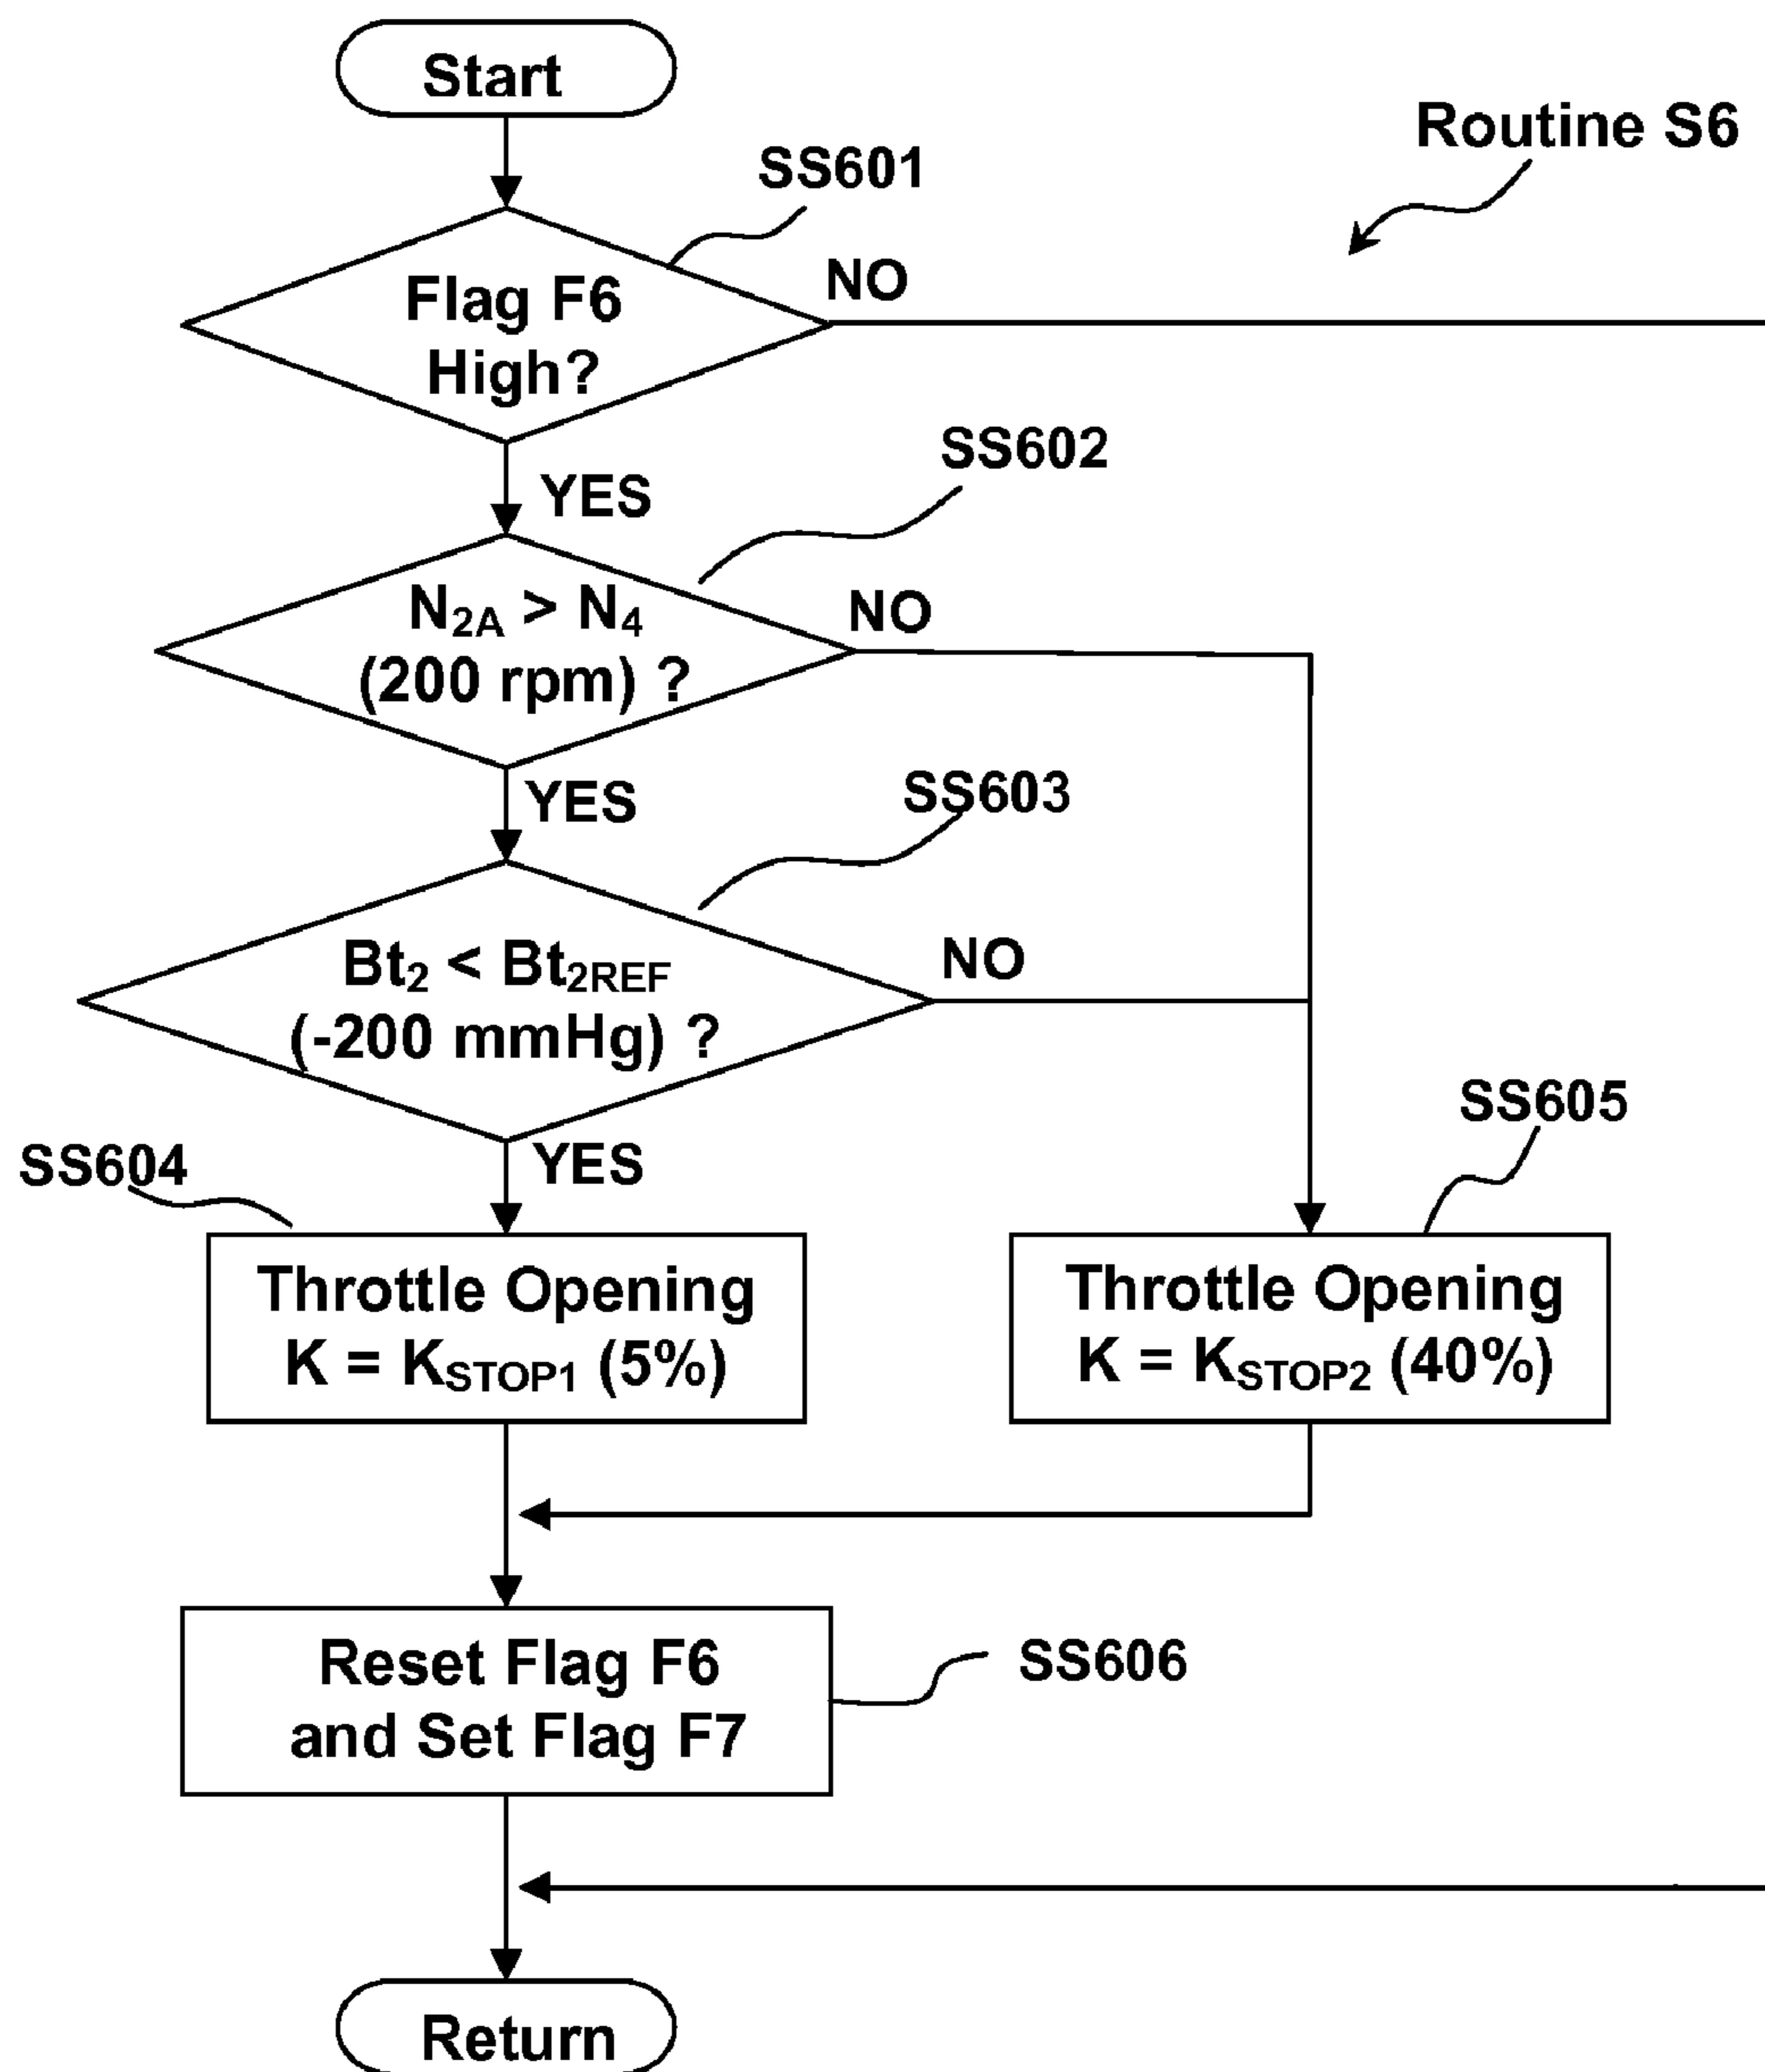 Start
Routine S6
SS601
Flag F6
High?
NO
YES
SS602
N2A > N4
(200 rpm) ?
NO
YES
SS603
Bt2 < Bt2REF
(-200 mmHg) ?
NO
YES
SS604
SS605
Throttle Opening
K = KSTOP1 (5%)
Throttle Opening
K = KSTOP2 (40%)
Reset Flag F6
and Set Flag F7
SS606
Return